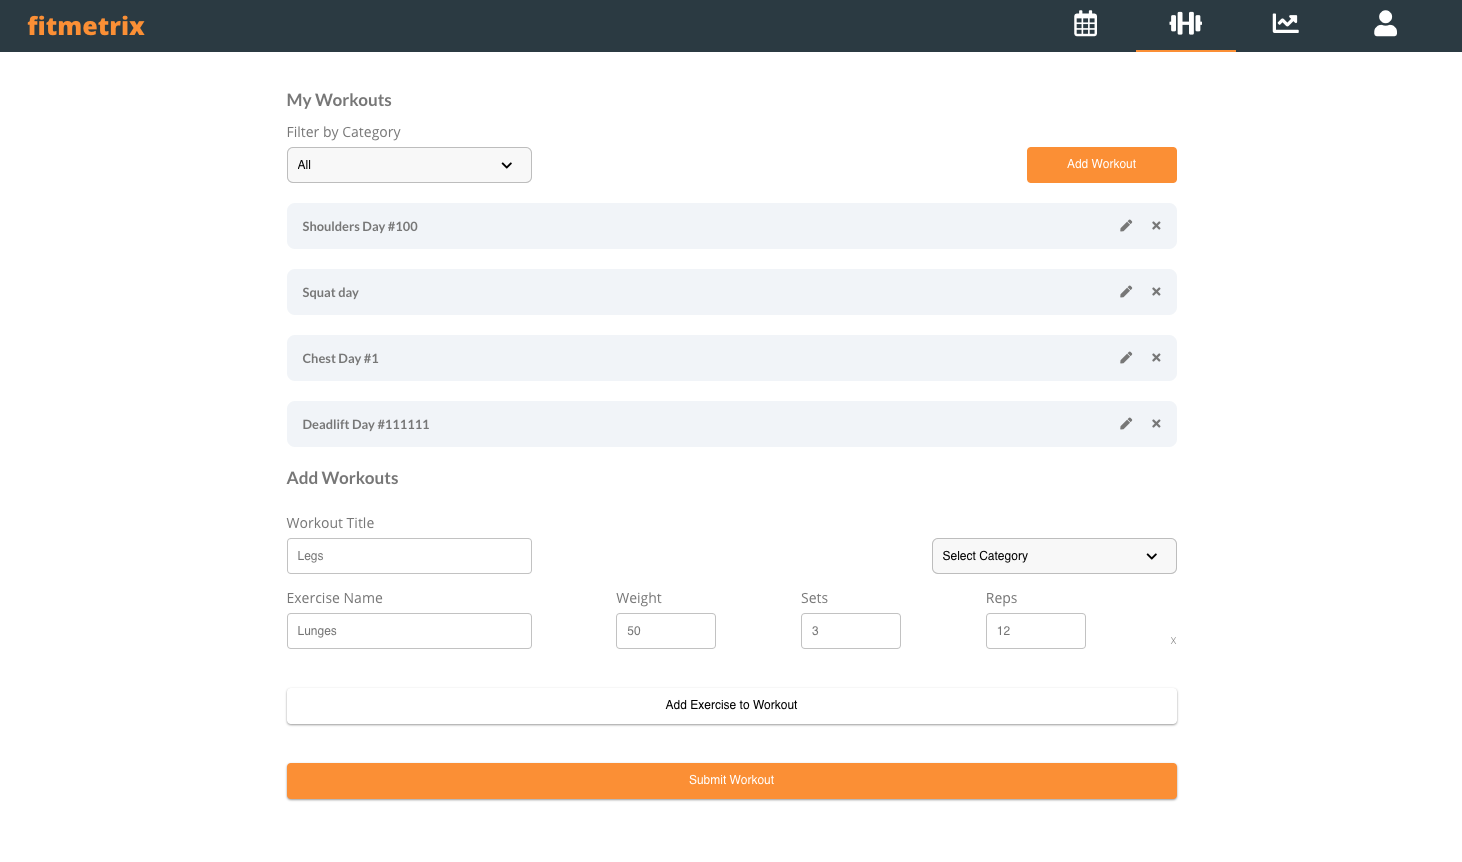 fitmetrix
My Workouts
Filter by Category
All
Add Workout
Shoulders Day #100
Squat day
Chest Day #1
Deadlift Day #111111
Add Workouts
Workout Title
Legs
Select Category
Exercise Name Weight Sets Reps
Lunges 50 3 12 x
Add Exercise to Workout
Submit Workout